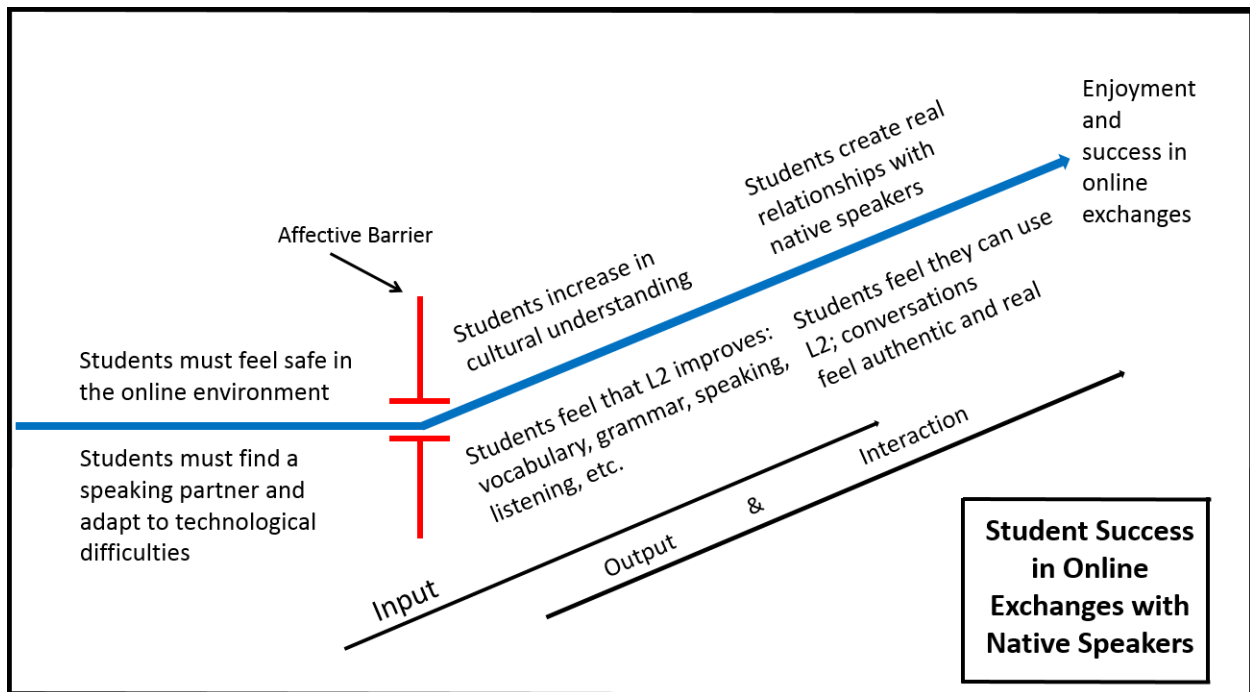 Affective Barrier
Students must feel safe in
the online environment
Students must find a
speaking partner and
adapt to technological
difficulties
Students increase in
cultural understanding
Students feel that L2 improves:
vocabulary, grammar, speaking,
listening, etc.
Students create real
relationships with
native speakers
Students feel they can use
L2; conversations
feel authentic and real
Enjoyment
and
success in
online
exchanges
Input
Output & Interaction
Student Success
in Online
Exchanges with
Native Speakers